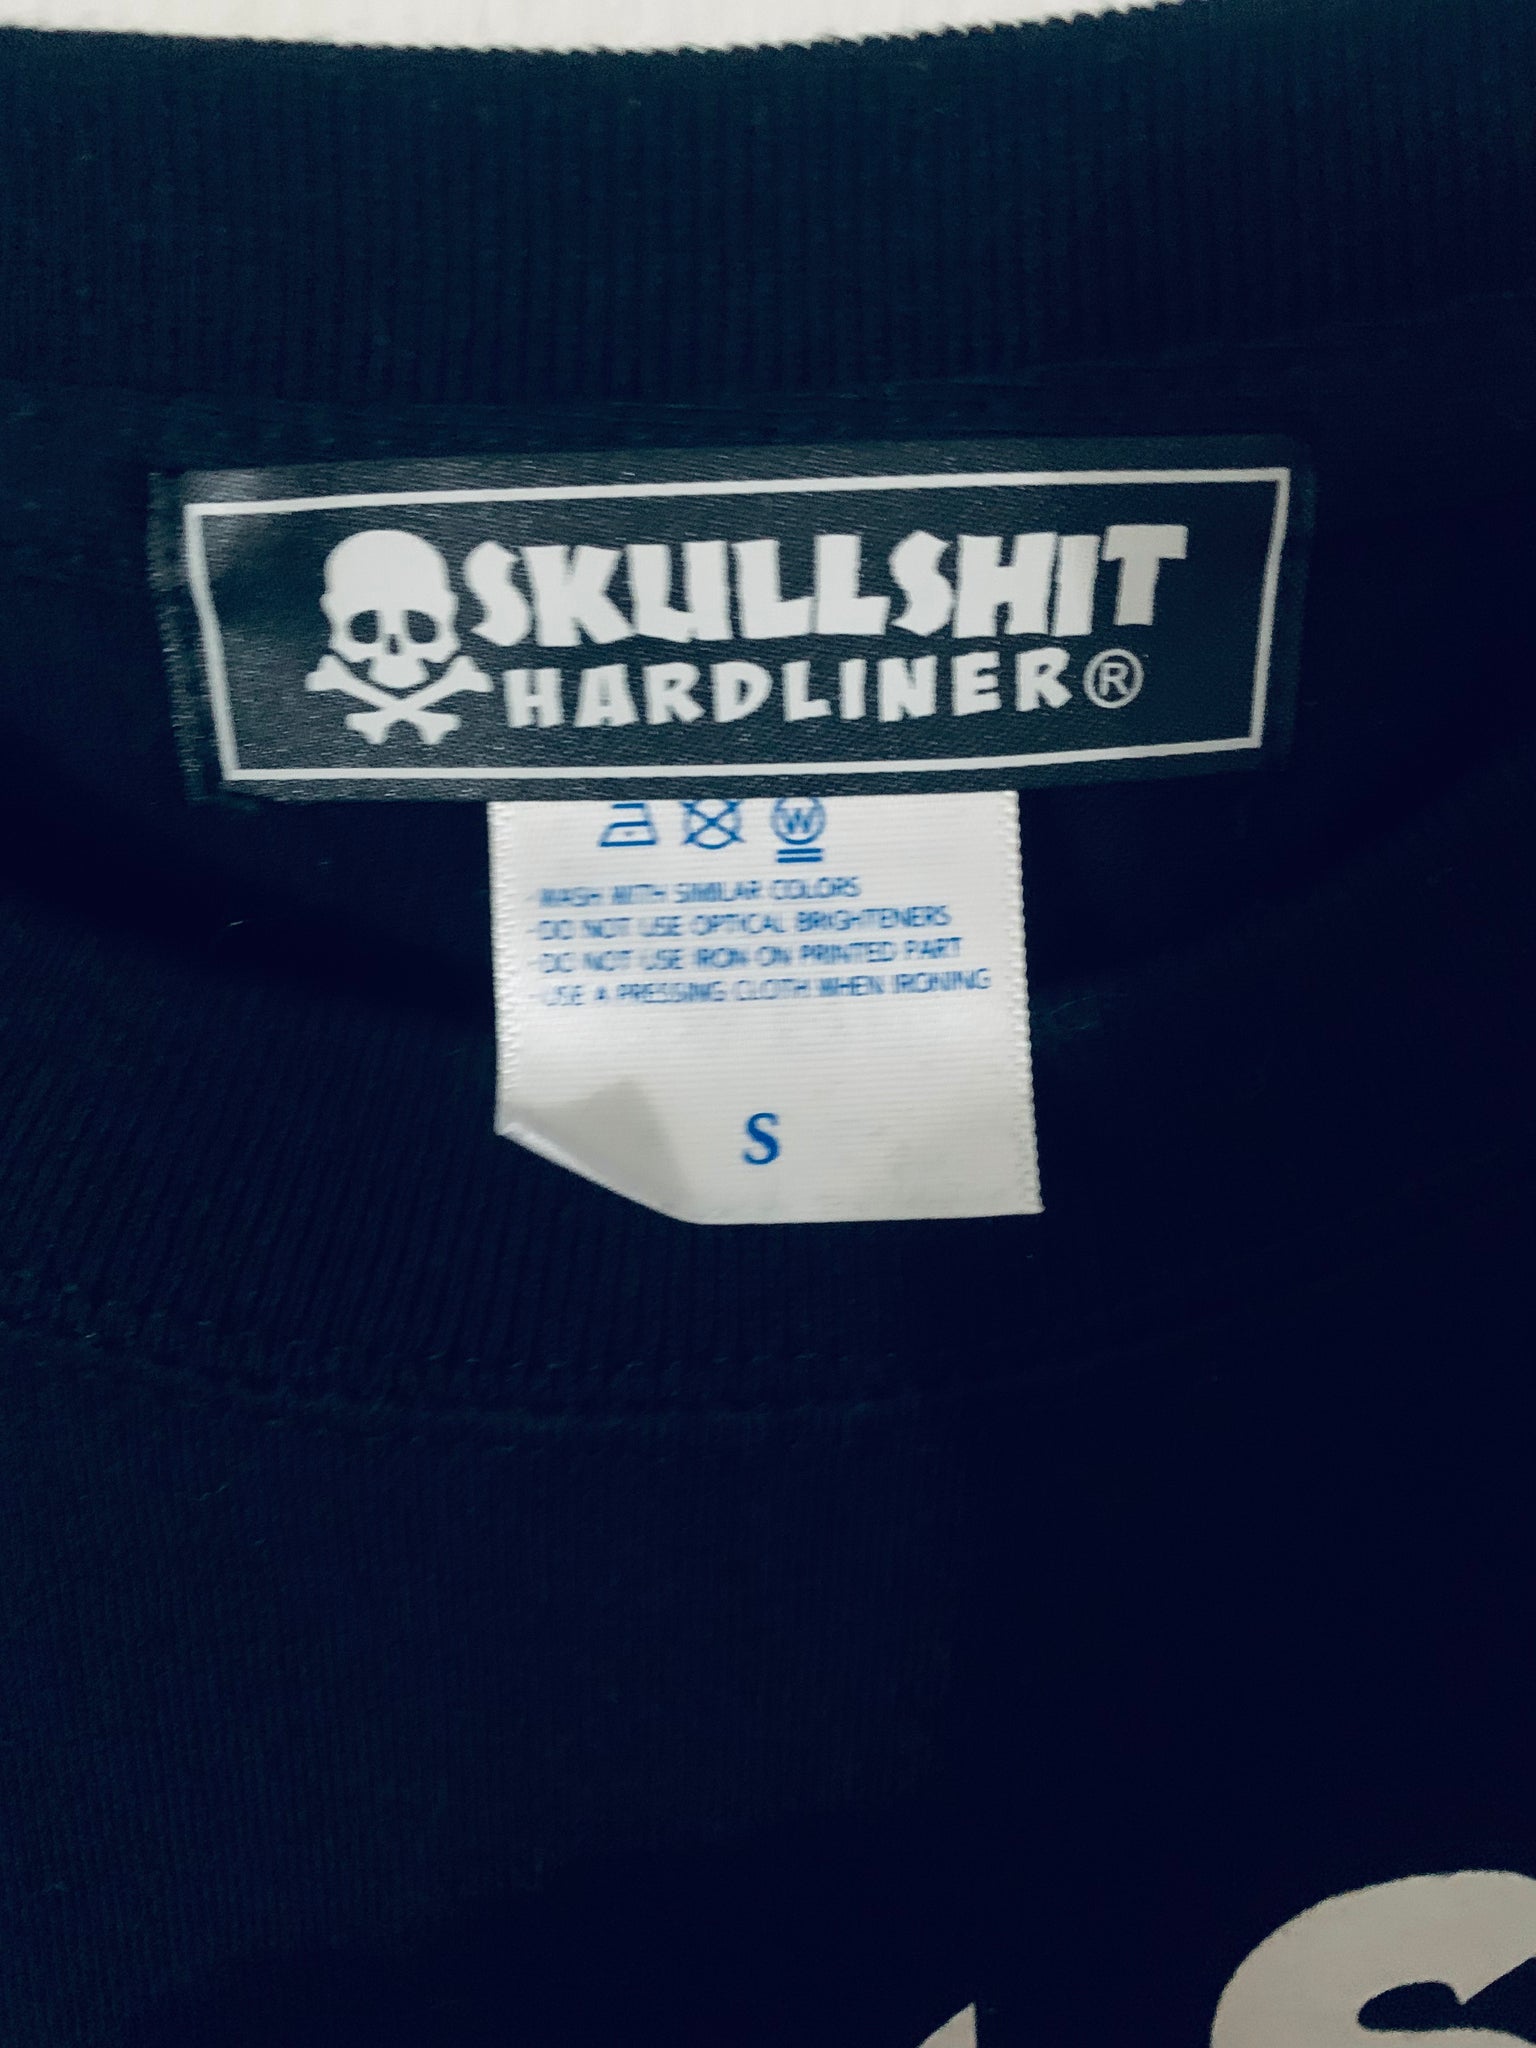 SKULLSHIT
HARDLINER®
W
·WASH WITH SIMILAR COLORS
·DO NOT USE OPTICAL BRIGHTENERS
·DO NOT USE IRON ON PRINTED PART
·USE A PRESSING CLOTH WHEN IRONING
S
S